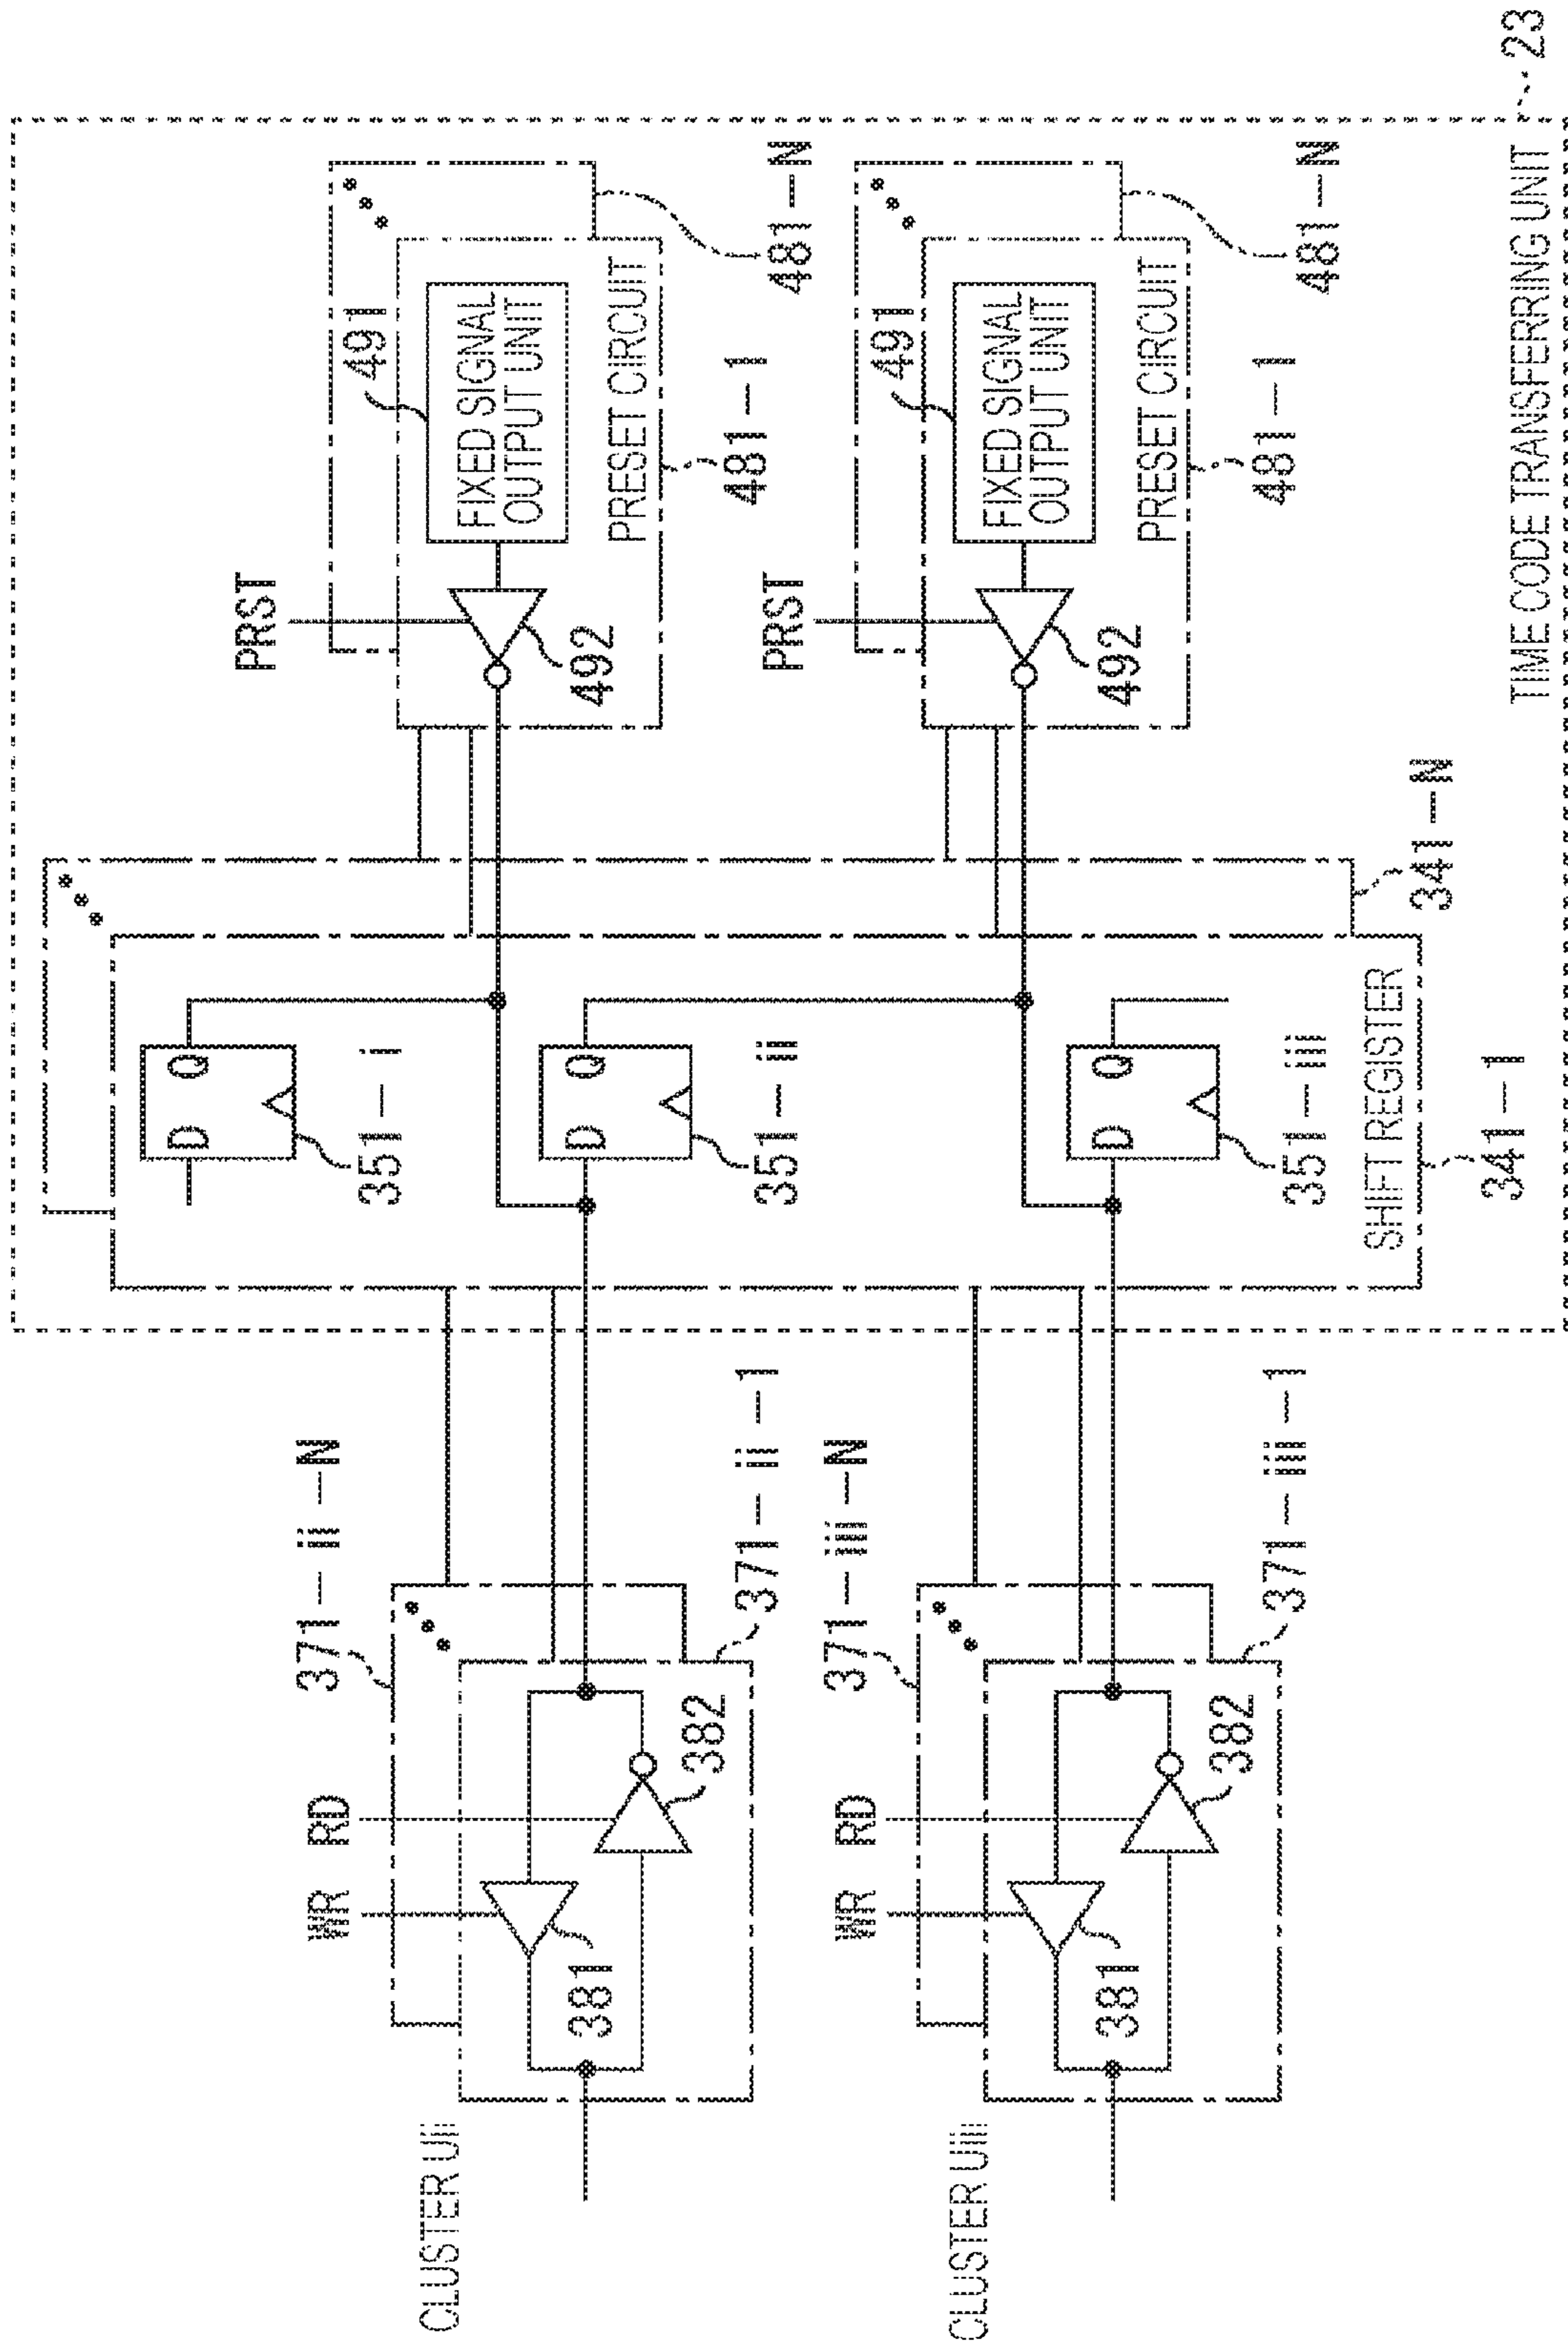 PRST
371-ii-N
WR
RD
491
351-i
D Q
CLUSTER Uii
FIXED SIGNAL
OUTPUT UNIT
381
492
D Q
PRESET CIRCUIT
382
371-ii-1
481-1
351-ii
481-N
PRST
371-iii-N
WR
RD
491
CLUSTER Uiii
FIXED SIGNAL
OUTPUT UNIT
381
492
D Q
PRESET CIRCUIT
382
371-iii-1
351-iii
481-1
481-N
SHIFT REGISTER
341-N
341-1
TIME CODE TRANSFERRING UNIT
23